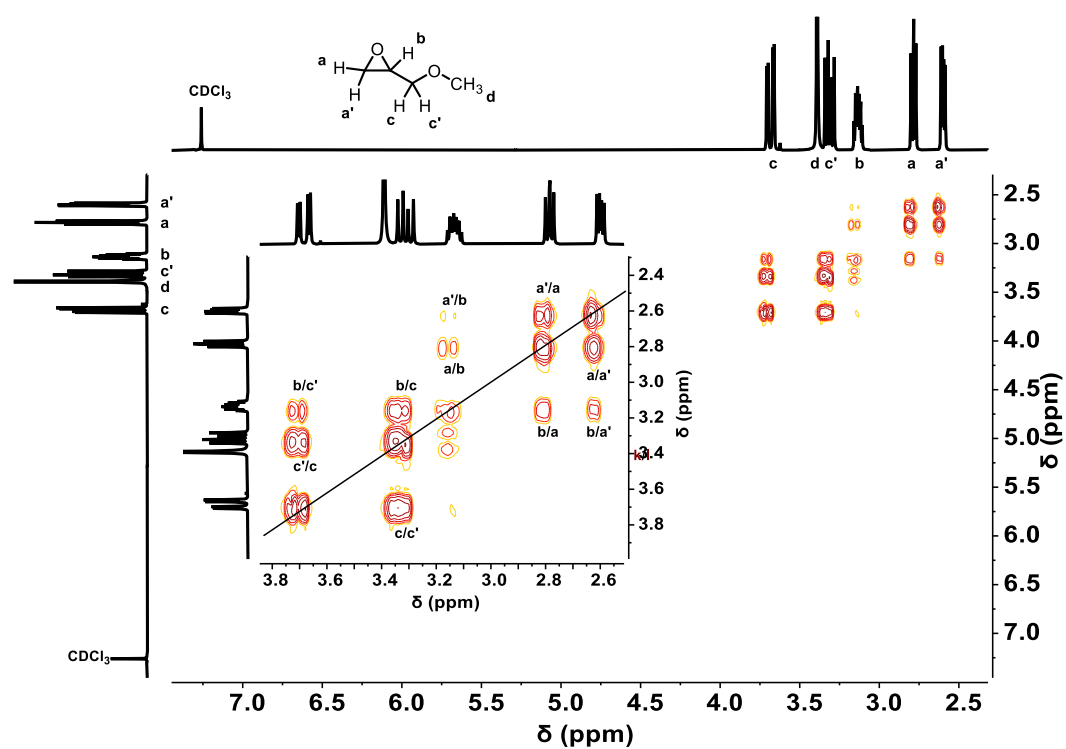 b
O
a
H
H
O
CH3
d
H
a'
H
H
c
c'
CDCl3
c
d
c'
b
a
a'
a'
a
b
c'
d
c
CDCl3
2.5
3.0
3.5
4.0
4.5
5.0
5.5
6.0
6.5
7.0
δ (ppm)
2.4
2.6
2.8
3.0
3.2
3.4
3.6
3.8
δ (ppm)
a'/b
a'/a
a/b
a/a'
b/c'
b/c
b/a
b/a'
c'/c
c/c'
3.8
3.6
3.4
3.2
3.0
2.8
2.6
δ (ppm)
7.0
6.5
6.0
5.5
5.0
4.5
4.0
3.5
3.0
2.5
δ (ppm)